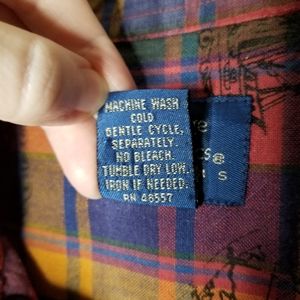 MACHINE WASH
COLD
GENTLE CYCLE,
SEPARATELY.
NO BLEACH.
TUMBLE DRY LOW.
IRON IF NEEDED.
RN 48557
S